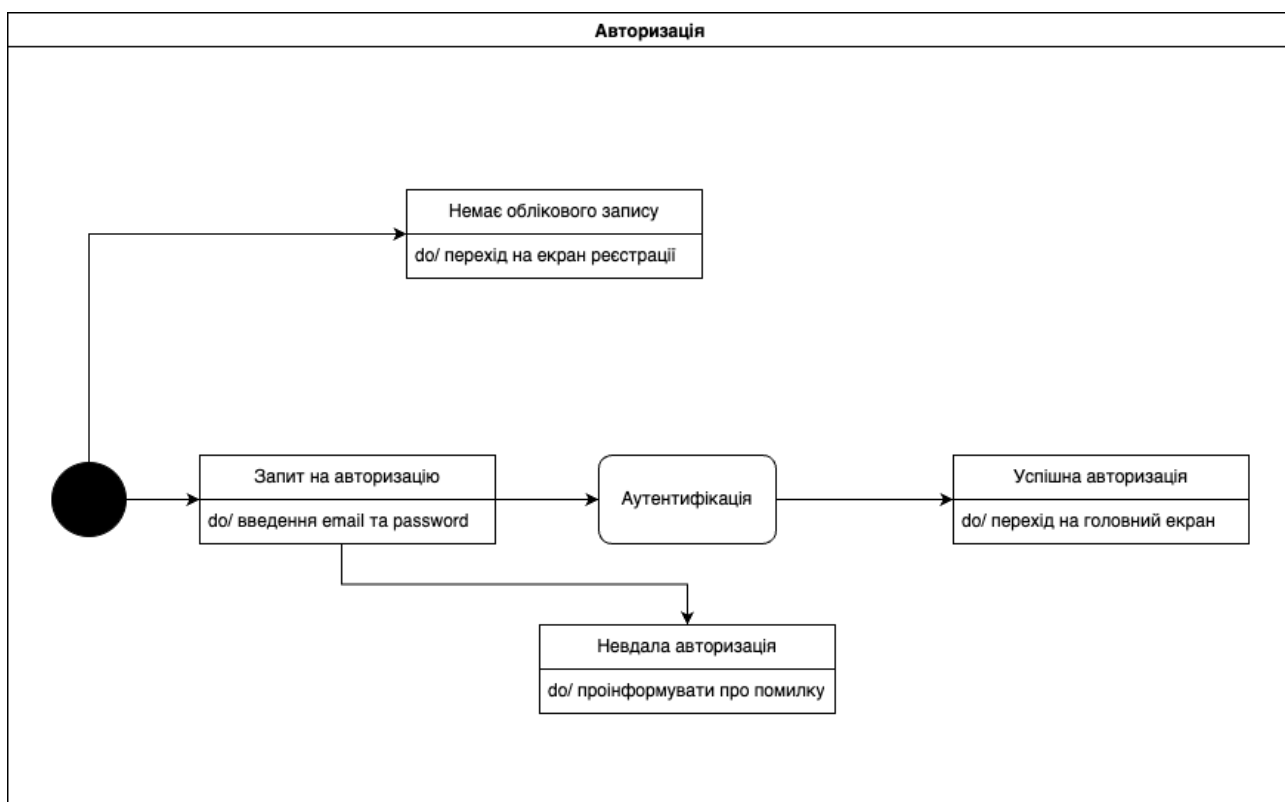 Авторизація
Немає облікового запису
do/ перехід на екран реєстрації
Запит на авторизацію
do/ введення email та password
Аутентифікація
Успішна авторизація
do/ перехід на головний екран
Невдала авторизація
do/ проінформувати про помилку